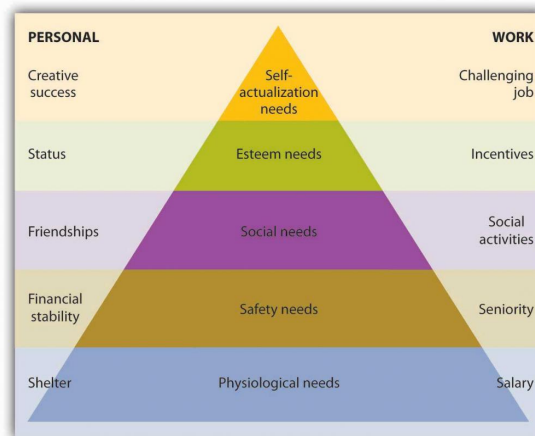 PERSONAL WORK
Creative
success
Self-
actualization
needs
Challenging
job
Status Esteem needs Incentives
Friendships Social needs Social
activities
Financial
stability
Safety needs Seniority
Shelter Physiological needs Salary